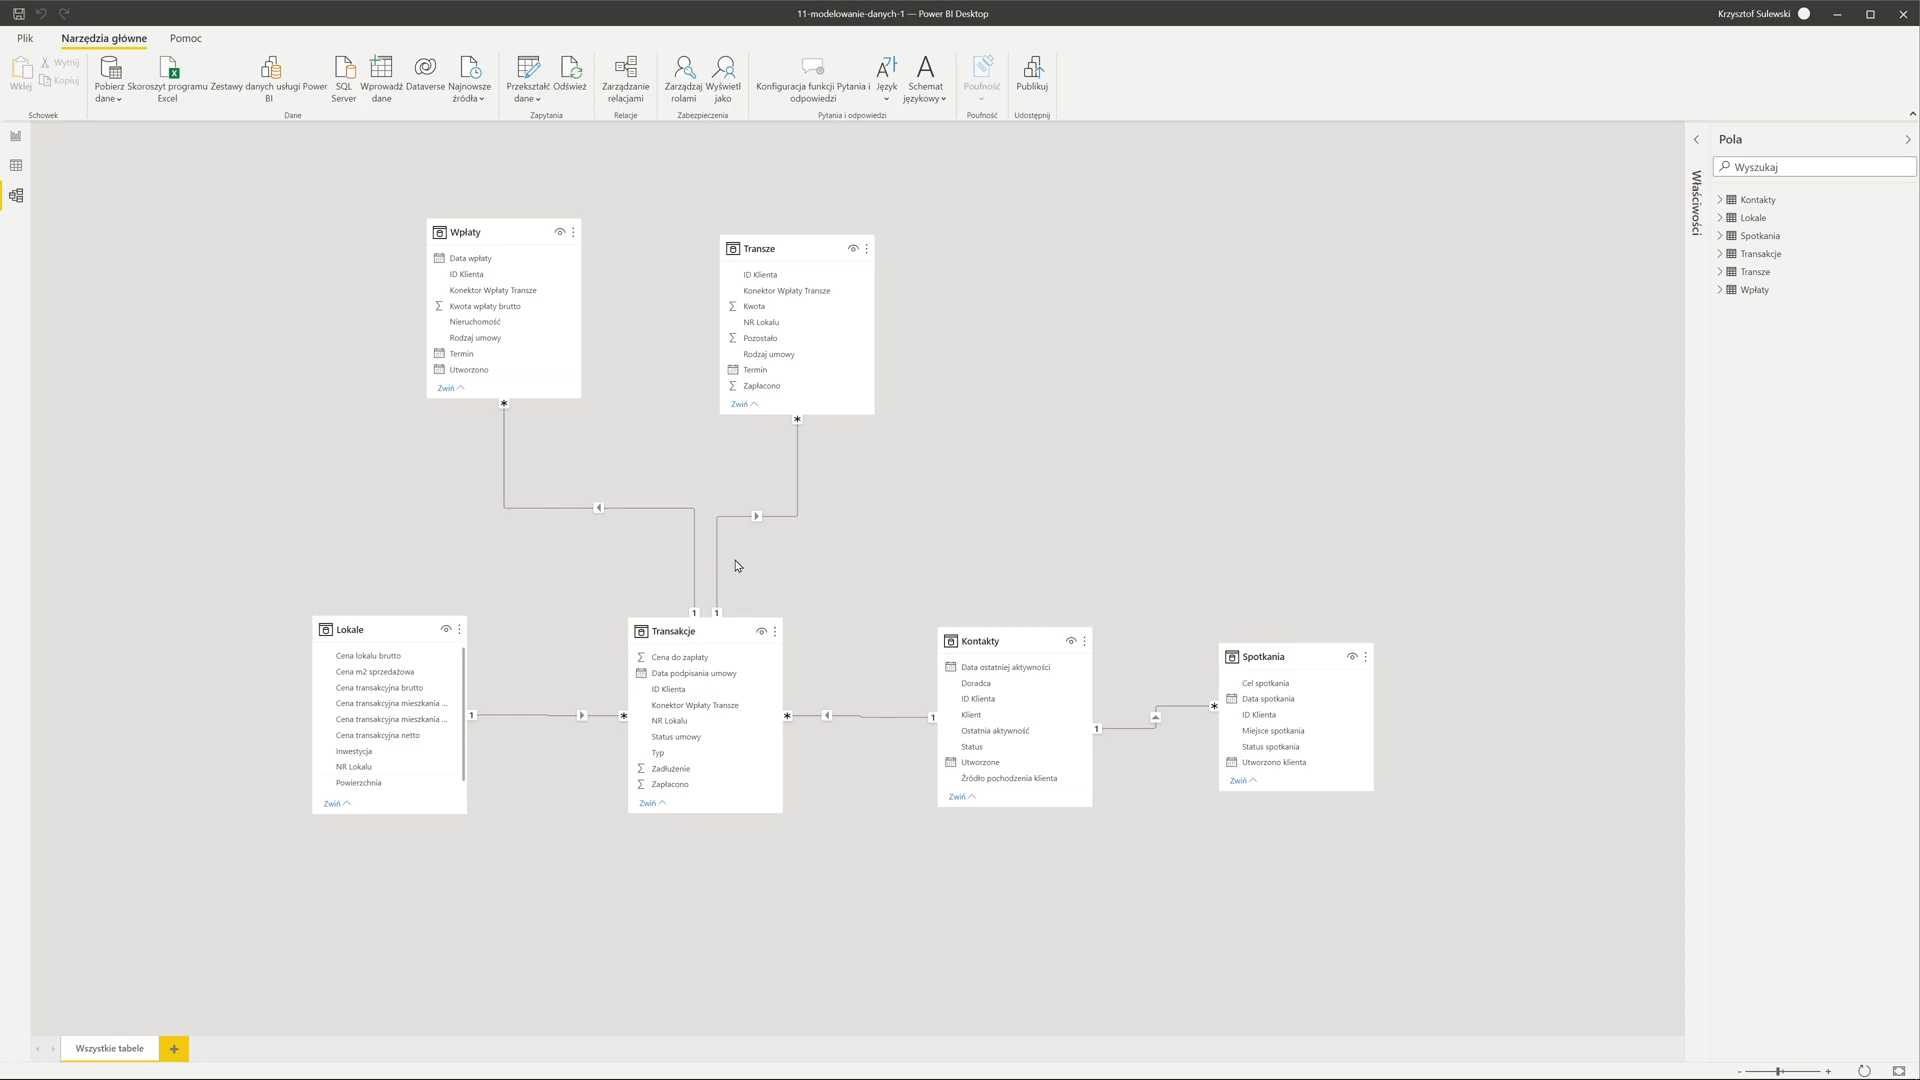 11-modelowanie-danych-1 — Power BI Desktop
Krzysztof Sulewski
Plik
Narzędzia główne
Pomoc
Wklej
Wytnij
Kopiuj
Schowek
Pobierz
dane
Skoroszyt programu
Excel
Zestawy danych usługi Power
BI
SQL
Server
Wprowadź
dane
Dataverse
Najnowsze
źródła
Dane
Przekształć
dane
Odśwież
Zapytania
Zarządzanie
relacjami
Relacje
Zarządzaj
rolami
Wyświetl
jako
Zabezpieczenia
Konfiguracja funkcji Pytania i
odpowiedzi
Język
Schemat
językowy
Pytania i odpowiedzi
Poufność
Poufność
Publikuj
Udostępnij
Wpłaty
Data wpłaty
ID Klienta
Konektor Wpłaty Transze
Σ Kwota wpłaty brutto
Nieruchomość
Rodzaj umowy
Termin
Utworzono
Zwiń
*
Transze
ID Klienta
Konektor Wpłaty Transze
Σ Kwota
NR Lokalu
Σ Pozostało
Rodzaj umowy
Termin
Σ Zapłacono
Zwiń
*
1
1
Lokale
Cena lokalu brutto
Cena m2 sprzedażowa
Cena transakcyjna brutto
Cena transakcyjna mieszkania ...
Cena transakcyjna mieszkania ...
Cena transakcyjna netto
Inwestycja
NR Lokalu
Powierzchnia
Zwiń
1
*
Transakcje
Σ Cena do zapłaty
Data podpisania umowy
ID Klienta
Konektor Wpłaty Transze
NR Lokalu
Status umowy
Typ
Σ Zadłużenie
Σ Zapłacono
Zwiń
*
1
Kontakty
Data ostatniej aktywności
Doradca
ID Klienta
Klient
Ostatnia aktywność
Status
Utworzone
Źródło pochodzenia klienta
Zwiń
1
*
Spotkania
Cel spotkania
Data spotkania
ID Klienta
Miejsce spotkania
Status spotkania
Utworzono klienta
Zwiń
Właściwości
Pola
Wyszukaj
Kontakty
Lokale
Spotkania
Transakcje
Transze
Wpłaty
Wszystkie tabele
+
- +